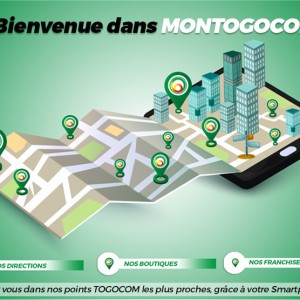 Bienvenue dans MONTOGOCO
OS DIRECTIONS
NOS BOUTIQUES
NOS FRANCHISE
vous dans nos points TOGOCOM les plus proches, grâce à votre Smartp